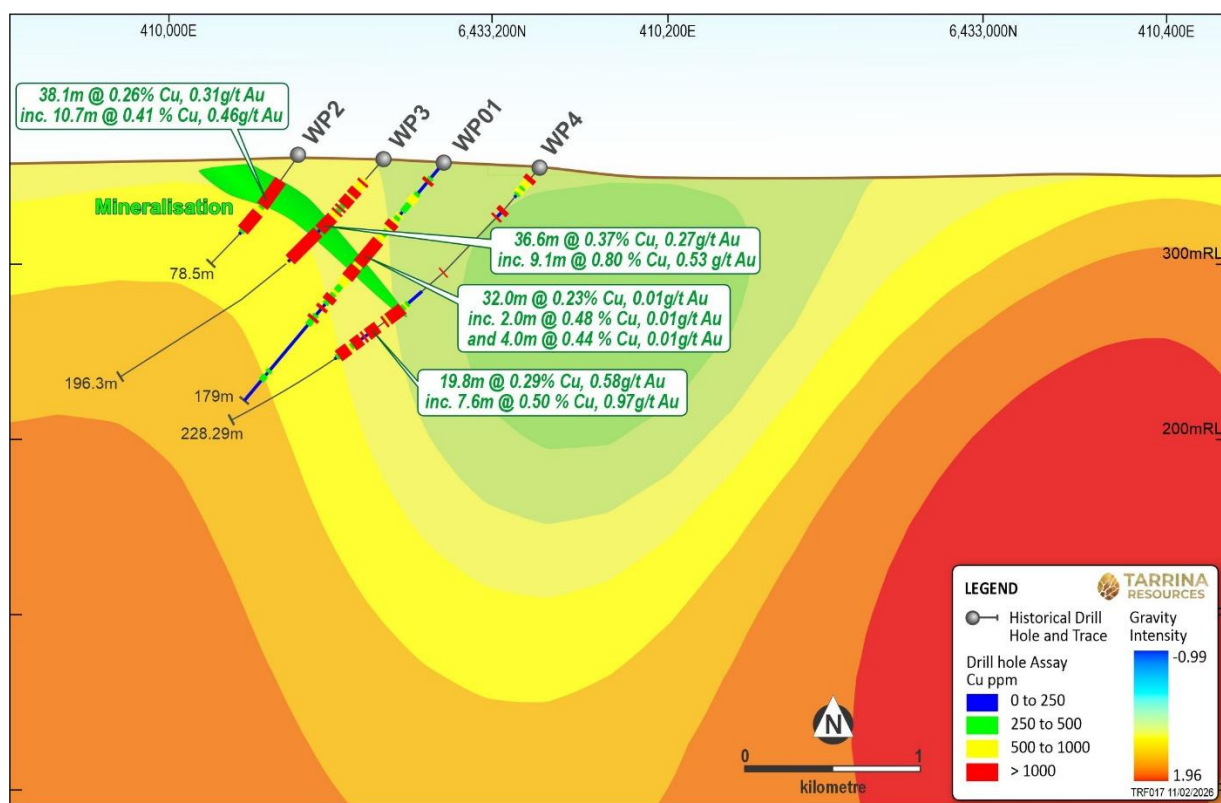 410,000E
6,433,200N
410,200E
6,433,000N
410,400E
38.1m @ 0.26% Cu, 0.31g/t Au
inc. 10.7m @ 0.41 % Cu, 0.46g/t Au
WP2
WP3
WP01
WP4
Mineralisation
36.6m @ 0.37% Cu, 0.27g/t Au
inc. 9.1m @ 0.80 % Cu, 0.53 g/t Au
300mRL
78.5m
32.0m @ 0.23% Cu, 0.01g/t Au
inc. 2.0m @ 0.48 % Cu, 0.01g/t Au
and 4.0m @ 0.44 % Cu, 0.01g/t Au
196.3m
179m
19.8m @ 0.29% Cu, 0.58g/t Au
inc. 7.6m @ 0.50 % Cu, 0.97g/t Au
228.29m
200mRL
LEGEND
TARRINA
RESOURCES
Historical Drill
Hole and Trace
Drill hole Assay
Cu ppm
0 to 250
250 to 500
500 to 1000
> 1000
Gravity
Intensity
-0.99
1.96
N
0 1
kilometre
TRF017 11/02/2026